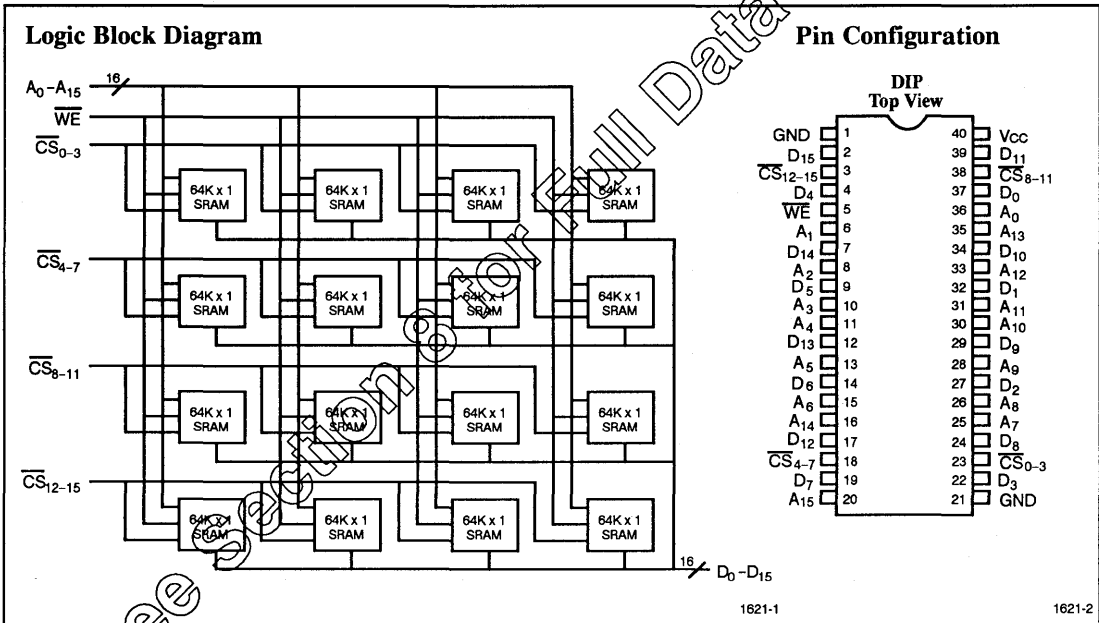 Logic Block Diagram
A0-A15
16
WE
CS0-3
64K x 1 SRAM
64K x 1 SRAM
64K x 1 SRAM
64K x 1 SRAM
CS4-7
64K x 1 SRAM
64K x 1 SRAM
64K x 1 SRAM
64K x 1 SRAM
CS8-11
64K x 1 SRAM
64K x 1 SRAM
64K x 1 SRAM
64K x 1 SRAM
CS12-15
64K x 1 SRAM
64K x 1 SRAM
64K x 1 SRAM
64K x 1 SRAM
16
D0-D15
1621-1
ee Section 8 for Full Data
Pin Configuration
DIP
Top View
GND 1 40 VCC
D15 2 39 D11
CS12-15 3 38 CS8-11
D4 4 37 D0
WE 5 36 A0
A1 6 35 A13
D14 7 34 D10
A2 8 33 A12
D5 9 32 D1
A3 10 31 A11
A4 11 30 A10
D13 12 29 D9
A5 13 28 A9
D6 14 27 D2
A6 15 26 A8
A14 16 25 A7
D12 17 24 D8
CS4-7 18 23 CS0-3
D7 19 22 D3
A15 20 21 GND
1621-2